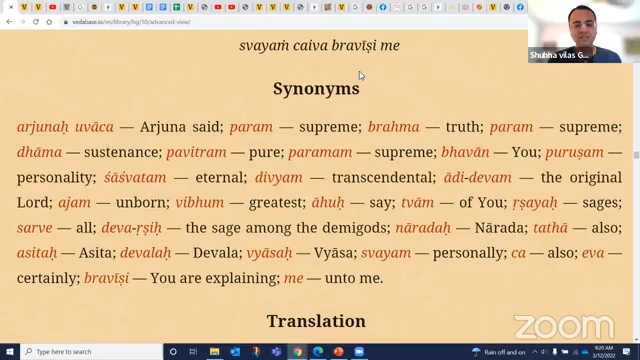 vedabase.io/en/library/bg/10/advanced-view/
Shubha vilas G...
svayaṁ caiva bravīṣi me
Synonyms
arjunaḥ uvāca — Arjuna said; param — supreme; brahma — truth; param — supreme;
dhāma — sustenance; pavitram — pure; paramam — supreme; bhavān — You; puruṣam —
personality; śāśvatam — eternal; divyam — transcendental; ādi-devam — the original
Lord; ajam — unborn; vibhum — greatest; āhuḥ — say; tvām — of You; ṛṣayaḥ — sages;
sarve — all; deva-ṛṣiḥ — the sage among the demigods; nāradaḥ — Nārada; tathā — also;
asitaḥ — Asita; devalaḥ — Devala; vyāsaḥ — Vyāsa; svayam — personally; ca — also; eva —
certainly; bravīṣi — You are explaining; me — unto me.
Translation
zoom
Type here to search
Rain off and on
9:20 AM
3/12/2022